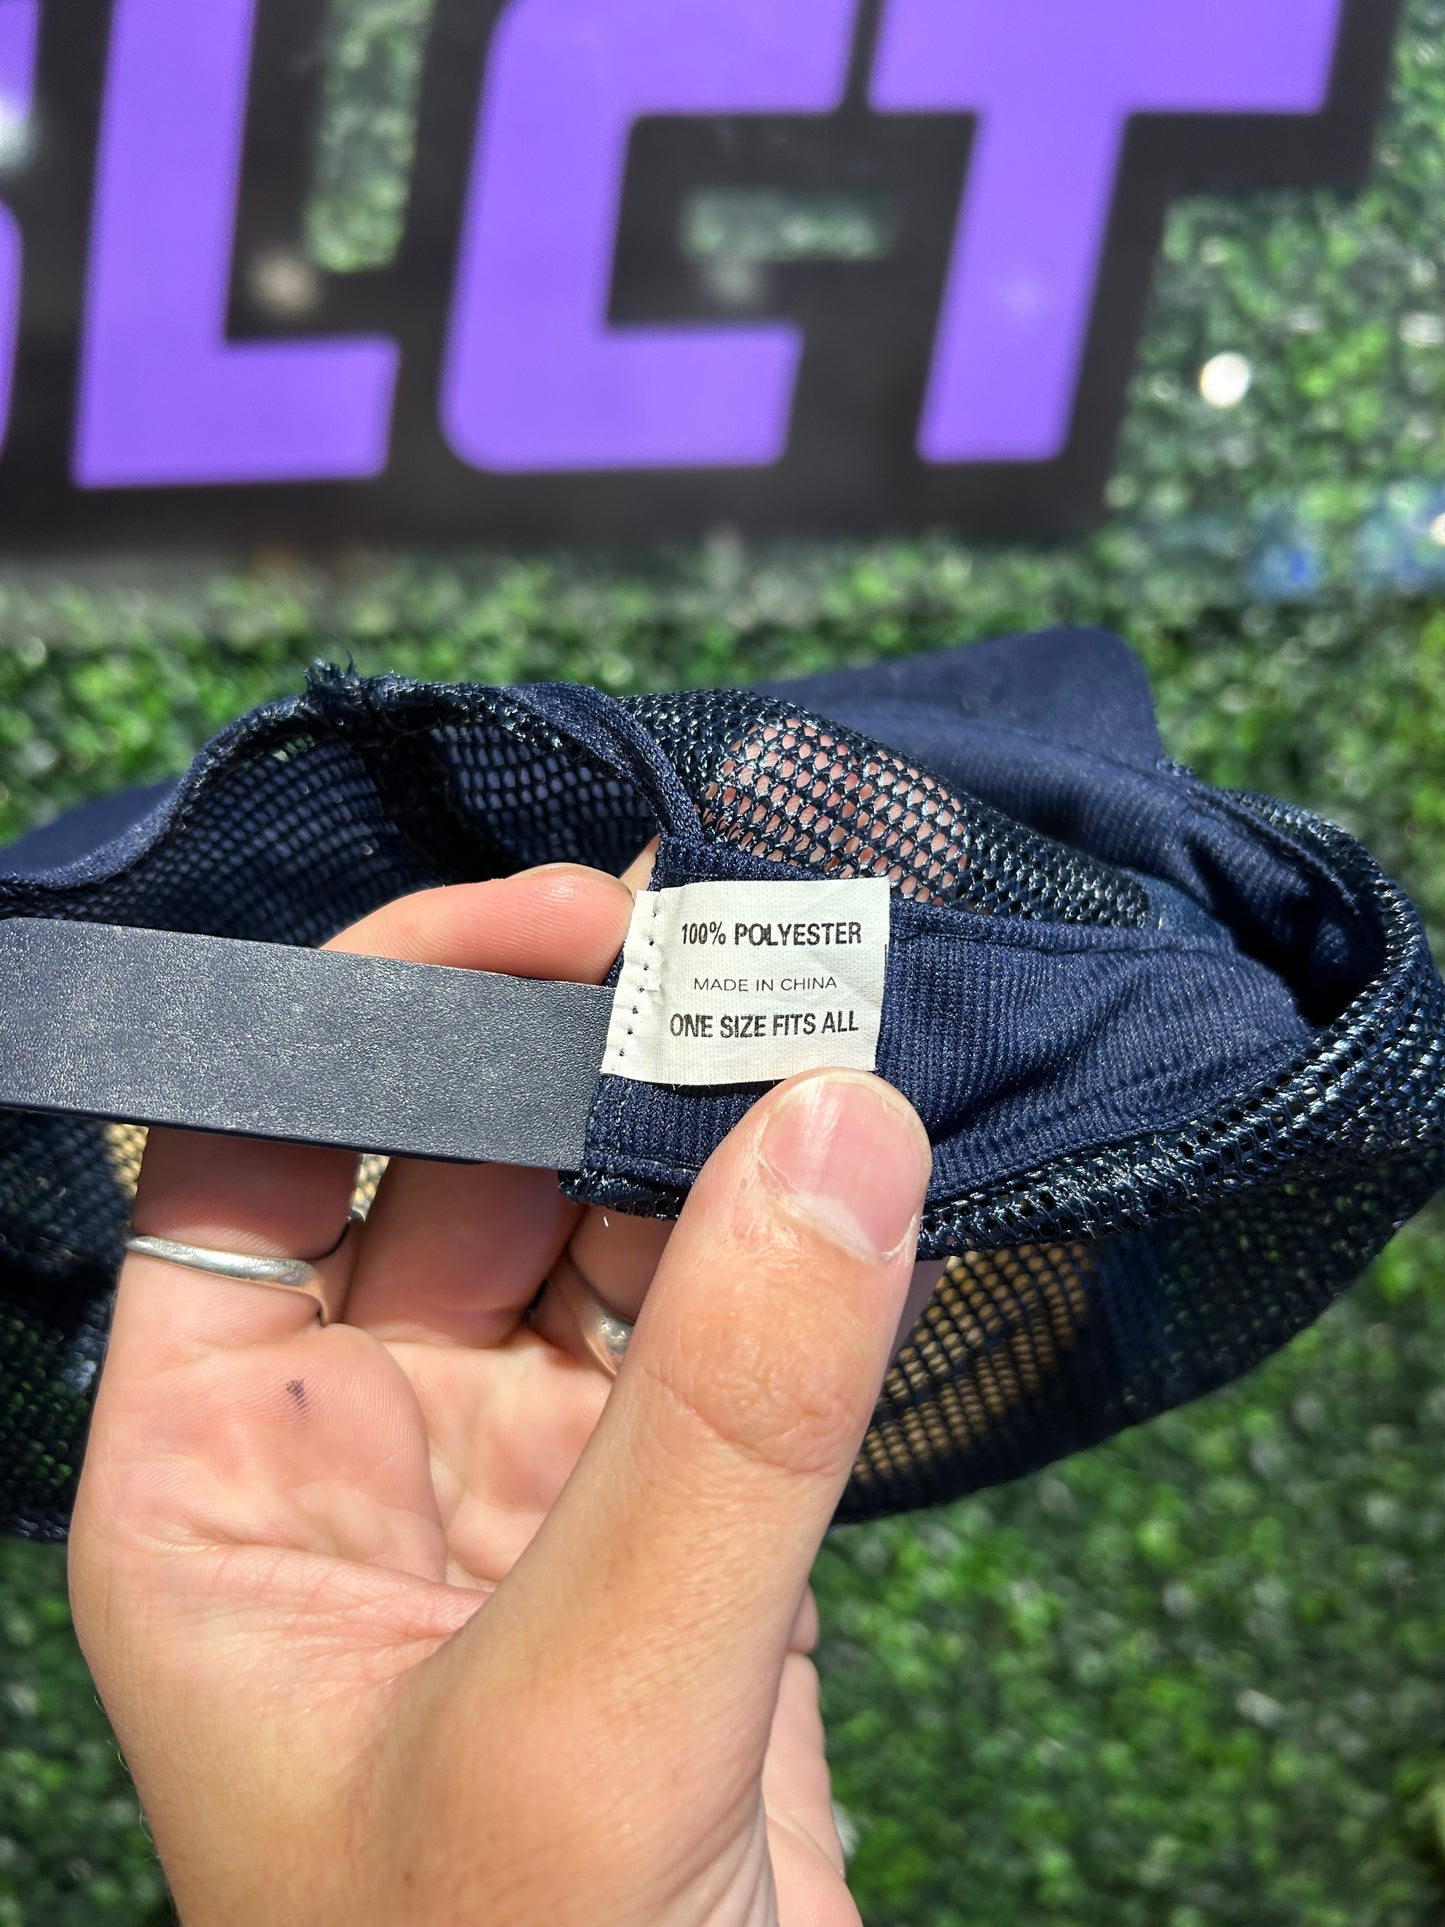 SLCT
100% POLYESTER
MADE IN CHINA
ONE SIZE FITS ALL